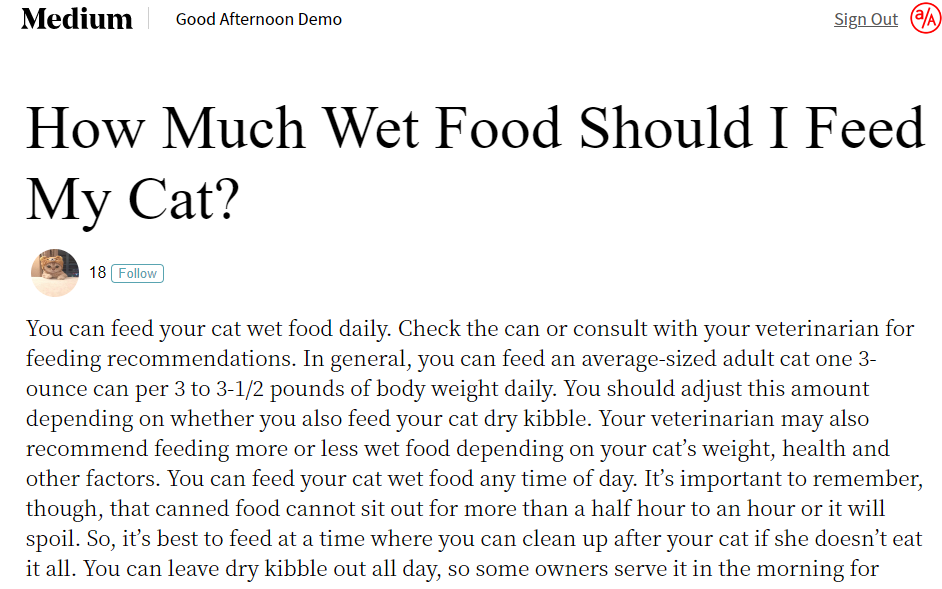 Medium
Good Afternoon Demo
Sign Out
a/A
How Much Wet Food Should I Feed
My Cat?
18
Follow
You can feed your cat wet food daily. Check the can or consult with your veterinarian for
feeding recommendations. In general, you can feed an average-sized adult cat one 3-
ounce can per 3 to 3-1/2 pounds of body weight daily. You should adjust this amount
depending on whether you also feed your cat dry kibble. Your veterinarian may also
recommend feeding more or less wet food depending on your cat’s weight, health and
other factors. You can feed your cat wet food any time of day. It’s important to remember,
though, that canned food cannot sit out for more than a half hour to an hour or it will
spoil. So, it’s best to feed at a time where you can clean up after your cat if she doesn’t eat
it all. You can leave dry kibble out all day, so some owners serve it in the morning for